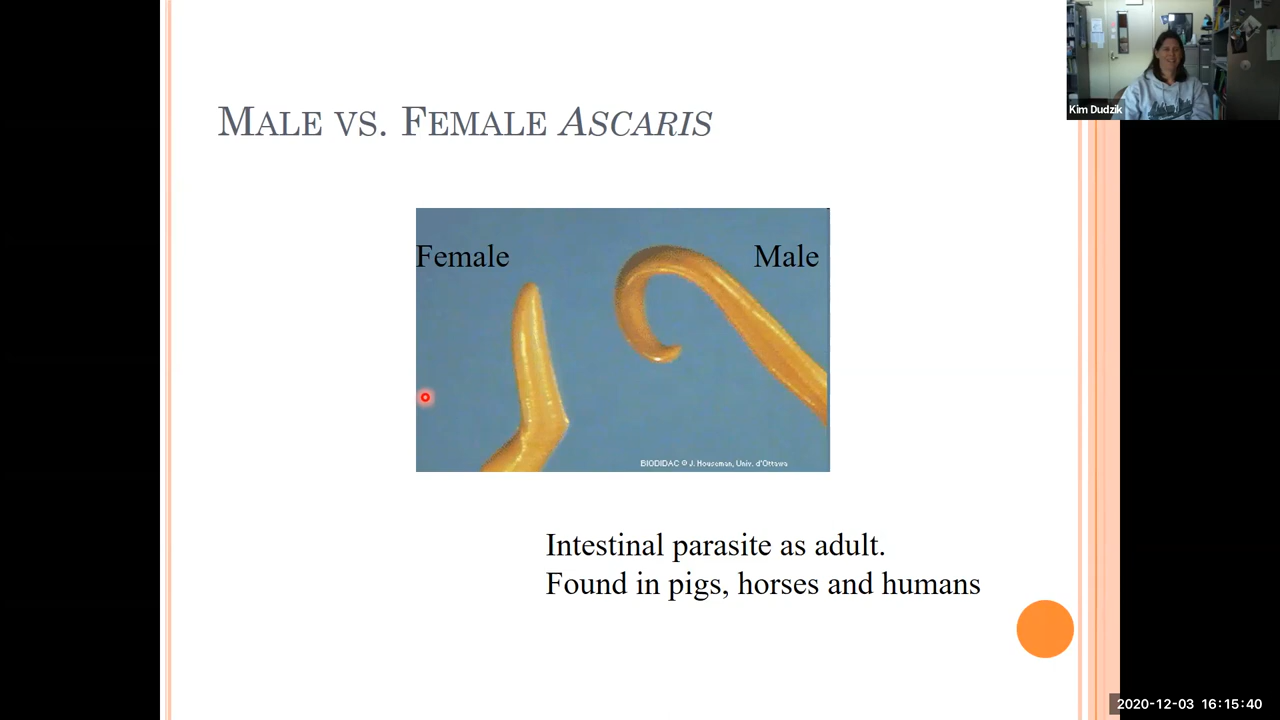 Kim Dudzik
MALE VS. FEMALE ASCARIS
Female
Male
BIODIDAC © J. Houseman, Univ. d'Ottawa
Intestinal parasite as adult.
Found in pigs, horses and humans
2020-12-03 16:15:40